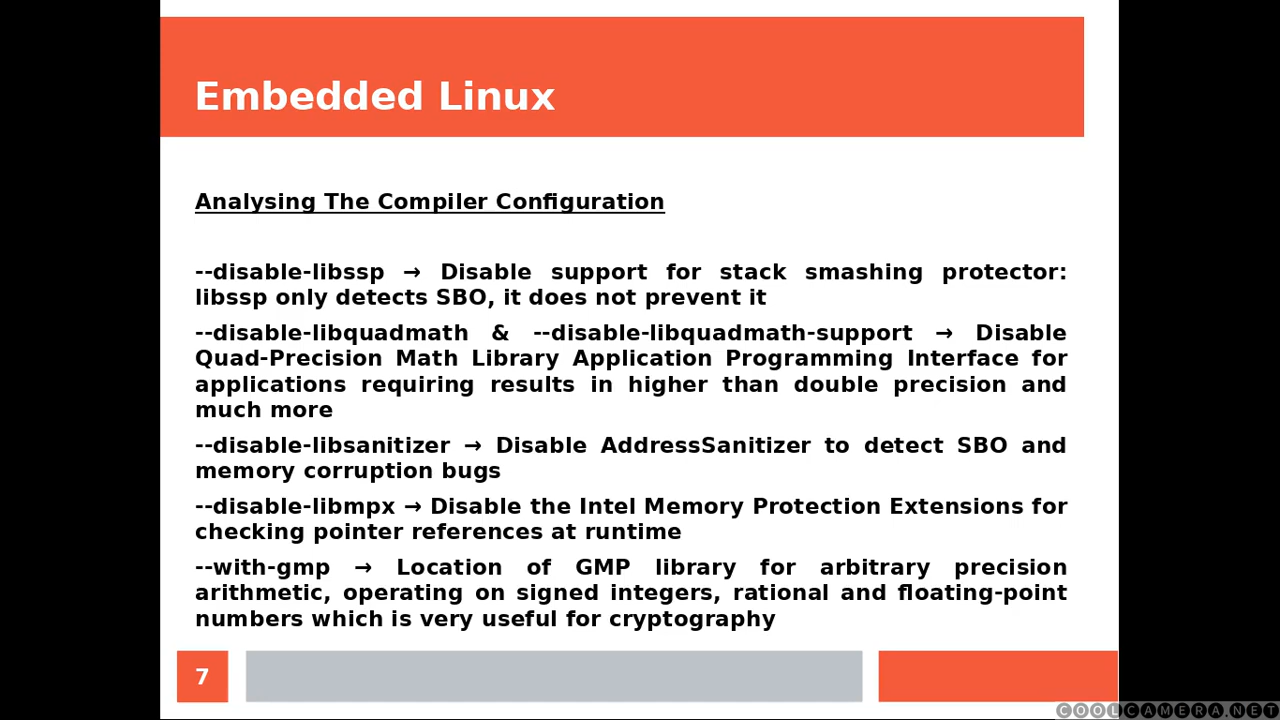 Embedded Linux
Analysing The Compiler Configuration
--disable-libssp → Disable support for stack smashing protector:
libssp only detects SBO, it does not prevent it
--disable-libquadmath & --disable-libquadmath-support → Disable
Quad-Precision Math Library Application Programming Interface for
applications requiring results in higher than double precision and
much more
--disable-libsanitizer → Disable AddressSanitizer to detect SBO and
memory corruption bugs
--disable-libmpx → Disable the Intel Memory Protection Extensions for
checking pointer references at runtime
--with-gmp → Location of GMP library for arbitrary precision
arithmetic, operating on signed integers, rational and floating-point
numbers which is very useful for cryptography
7
COOLCAMERA.NET